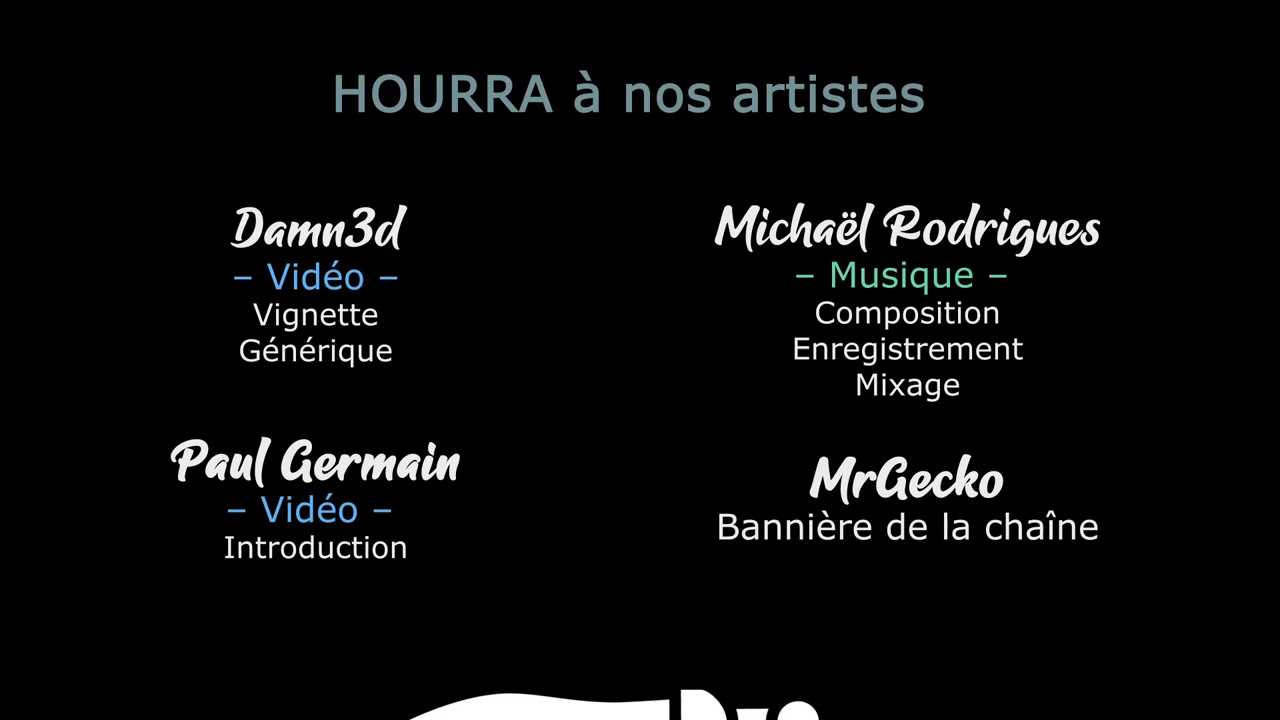 HOURRA à nos artistes
Damn3d
– Vidéo –
Vignette
Générique
Michaël Rodrigues
– Musique –
Composition
Enregistrement
Mixage
Paul Germain
– Vidéo –
Introduction
MrGecko
Bannière de la chaîne